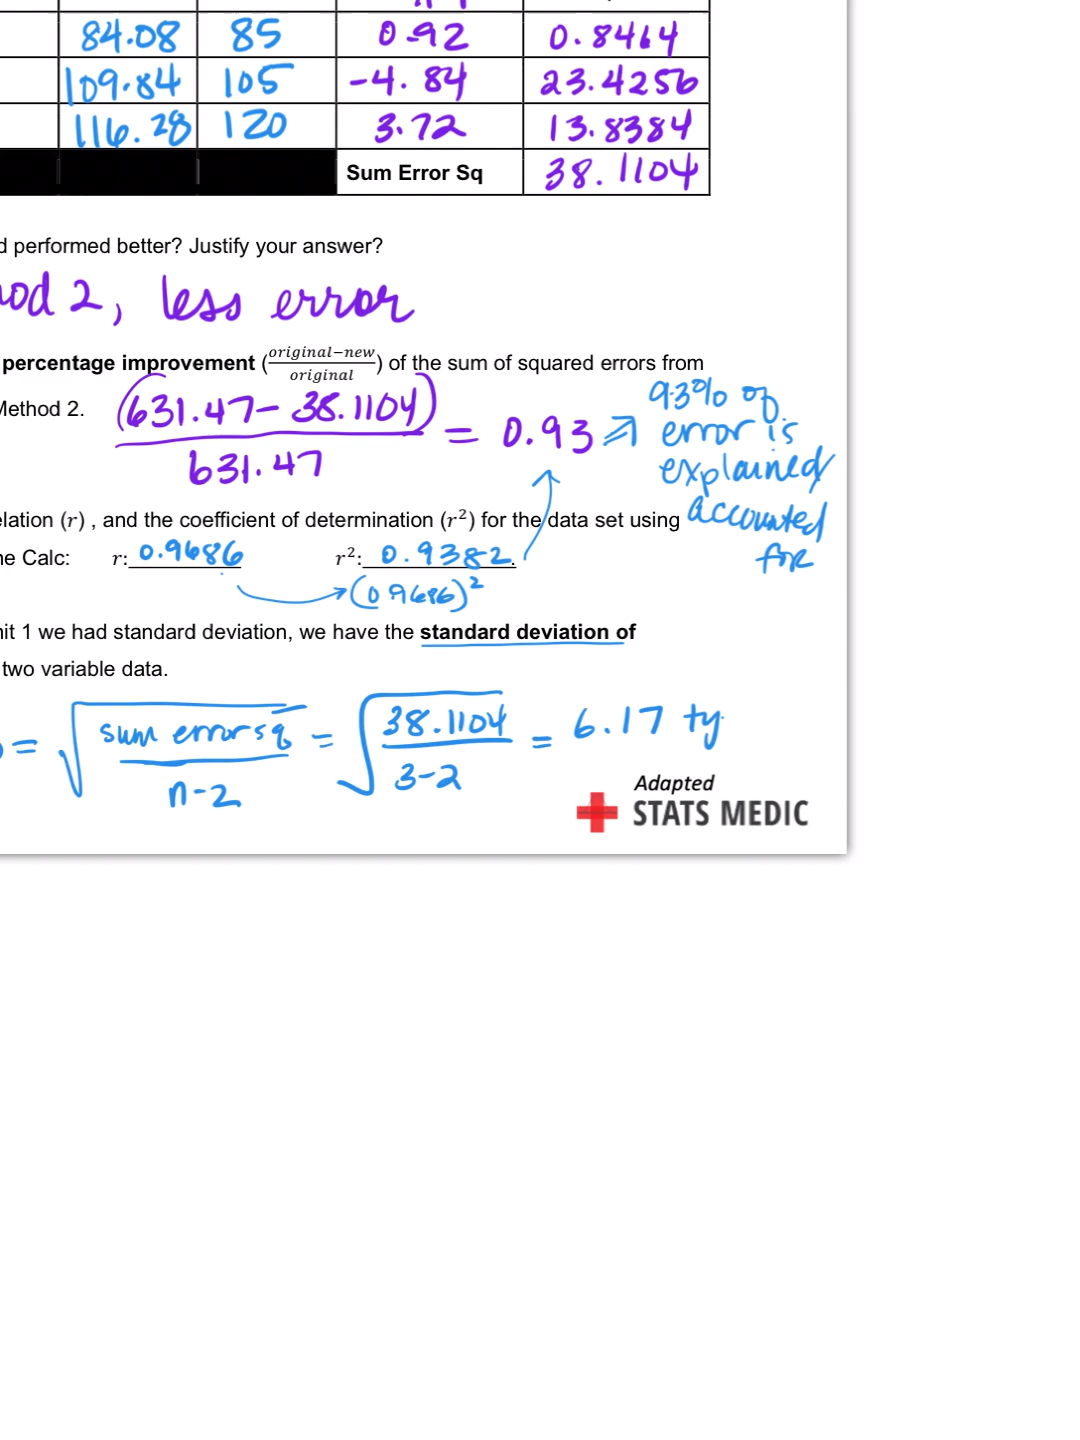 84.08 85 0.92 0.8464
109.84 105 -4.84 23.4256
116.28 120 3.72 13.8384
Sum Error Sq 38.1104
d performed better? Justify your answer?
od 2, less error
percentage improvement (original−new/original) of the sum of squared errors from
Method 2. (631.47 - 38.1104)/631.47 = 0.93 → 93% of error is explained accounted for
elation (r) , and the coefficient of determination (r²) for the data set using
ne Calc: r: 0.9686 r²: 0.9382.
(0.9686)²
nit 1 we had standard deviation, we have the standard deviation of
two variable data.
= √(sum error sq/n-2) = √(38.1104/3-2) = 6.17 ty
Adapted
STATS MEDIC